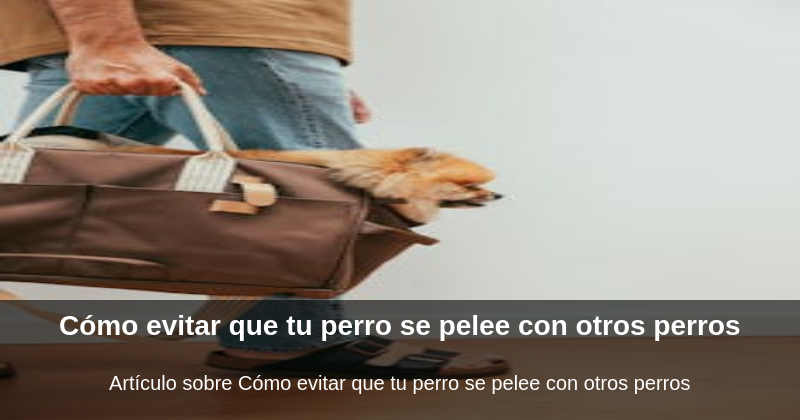 Cómo evitar que tu perro se pelee con otros perros
Artículo sobre Cómo evitar que tu perro se pelee con otros perros